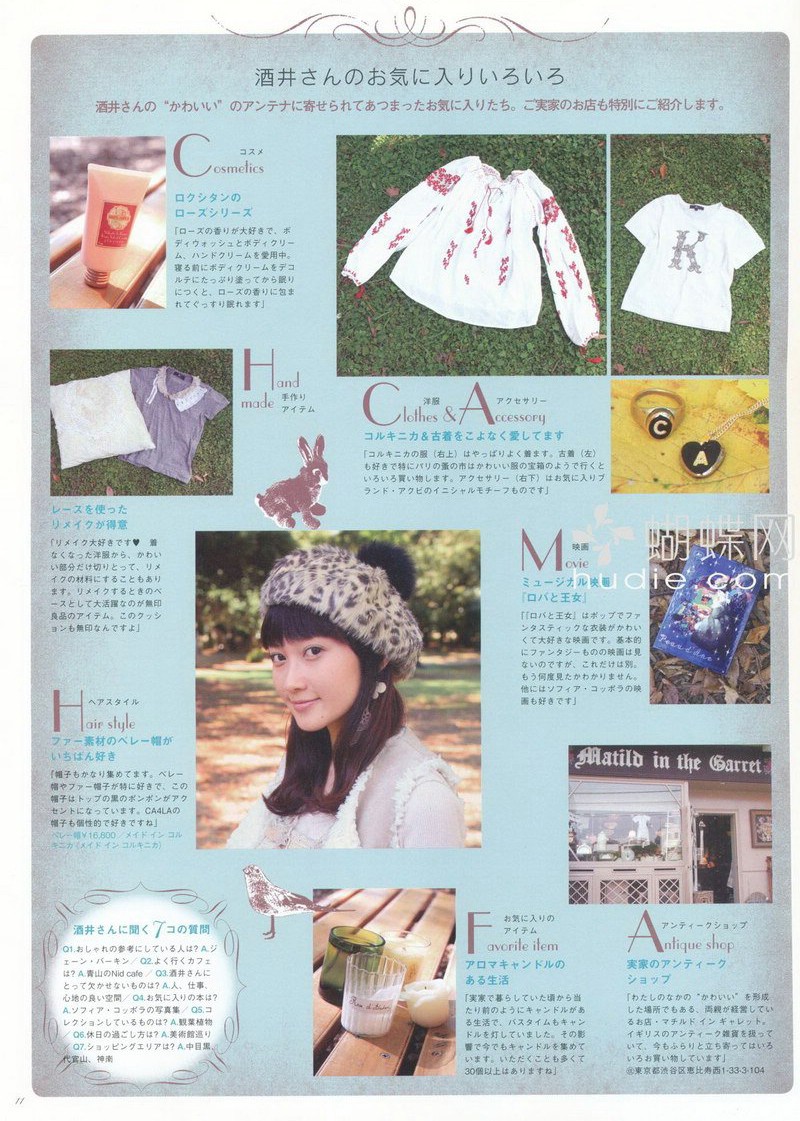 酒井さんのお気に入りいろいろ
酒井さんの“かわいい”のアンテナに寄せられてあつまったお気に入りたち。ご実家のお店も特別にご紹介します。
コスメ
Cosmetics
ロクシタンの
ローズシリーズ
「ローズの香りが大好きで、ボ
ディウォッシュとボディクリー
ム、ハンドクリームを愛用中。
寝る前にボディクリームをデコ
ルテにたっぷり塗ってから眠り
につくと、ローズの香りに包ま
れてぐっすり眠れます」
K
Hand
made
手作り
アイテム
レースを使った
リメイクが得意
「リメイク大好きです♥ 着
なくなった洋服から、かわい
い部分だけ切りとって、リメ
イクの材料にすることもあり
ます。リメイクするときのベ
ースとして大活躍なのが無印
良品のアイテム。このクッシ
ョンも無印なんですよ」
洋服
アクセサリー
Clothes & Accessory
コルキニカ＆古着をこよなく愛してます
「コルキニカの服（右上）はやっぱりよく着ます。古着（左）
も好きで特にパリの蚤の市はかわいい服の宝箱のようで行くと
いろいろ買い物します。アクセサリー（右下）はお気に入りブ
ランド・アクビのイニシャルモチーフものです」
C
A
Movie
映画
ミュージカル映画
『ロバと王女』
「『ロバと王女』はポップでファ
ンタスティックな衣装がかわい
くて大好きな映画です。基本的
にファンタジーものの映画は見
ないのですが、これだけは別。
もう何度見たかわかりません。
他にはソフィア・コッポラの映
画も好きです」
蝴蝶网
hudie.com
ヘアスタイル
Hair style
ファー素材のベレー帽が
いちばん好き
「帽子もかなり集めてます。ベレー
帽やファー帽子が特に好きで、この
帽子はトップの黒のポンポンがアク
セントになっています。CA4LAの
帽子も個性的で好きですね」
ベレー帽￥16,800／メイド イン コル
キニカ（メイド イン コルキニカ）
Matild in the Garret
酒井さんに聞く7コの質問
Q1.おしゃれの参考にしている人は？A.ジ
ェーン・バーキン／Q2.よく行くカフェ
は？A.青山のNid cafe／Q3.酒井さんに
とって欠かせないものは？A.人、仕事、
心地の良い空間／Q4.お気に入りの本は？
A.ソフィア・コッポラの写真集／Q5.コ
レクションしているものは？A.観葉植物
で／Q6.休日の過ごし方は？A.美術館巡り
Q7.ショッピングエリアは？A.中目黒、
代官山、神南
お気に入りの
アイテム
Favorite item
アロマキャンドルの
ある生活
「実家で暮らしていた頃から当
たり前のようにキャンドルがあ
る生活で、バスタイムもキャン
ドルを灯していました。その影
響で今でもキャンドルを集めて
います。いただくことも多くて
30個以上はありますね」
アンティークショップ
Antique shop
実家のアンティーク
ショップ
「わたしのなかの“かわいい”を形成
した場所でもある、両親が経営してい
るお店・マチルド イン ギャレット。
イギリスのアンティーク雑貨を扱って
いて、今もふらりと立ち寄ってはいろ
いろお買い物しています」
㊟東京都渋谷区恵比寿西1-33-3-104
11